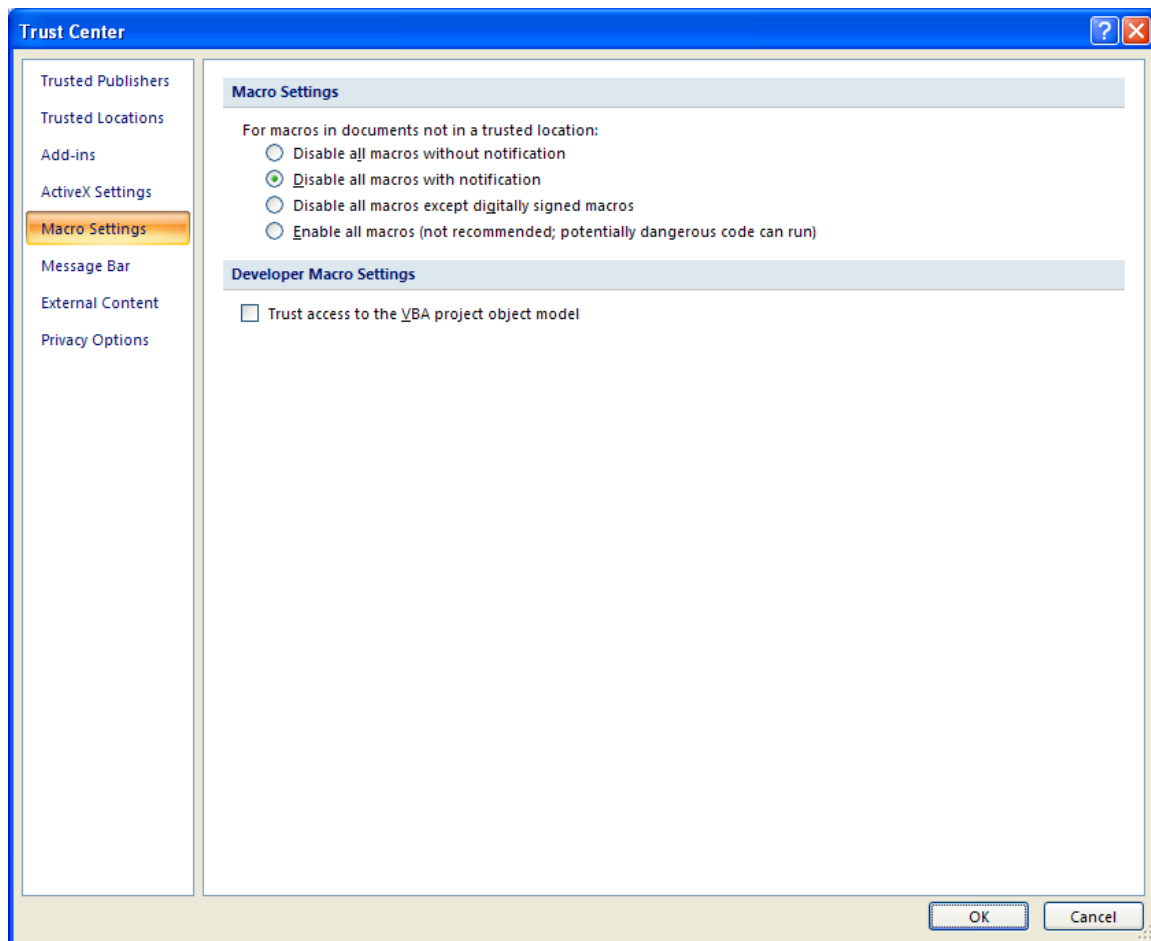 Trust Center
Trusted Publishers
Trusted Locations
Add-ins
ActiveX Settings
Macro Settings
Message Bar
External Content
Privacy Options
Macro Settings
For macros in documents not in a trusted location:
Disable all macros without notification
Disable all macros with notification
Disable all macros except digitally signed macros
Enable all macros (not recommended; potentially dangerous code can run)
Developer Macro Settings
Trust access to the VBA project object model
OK
Cancel